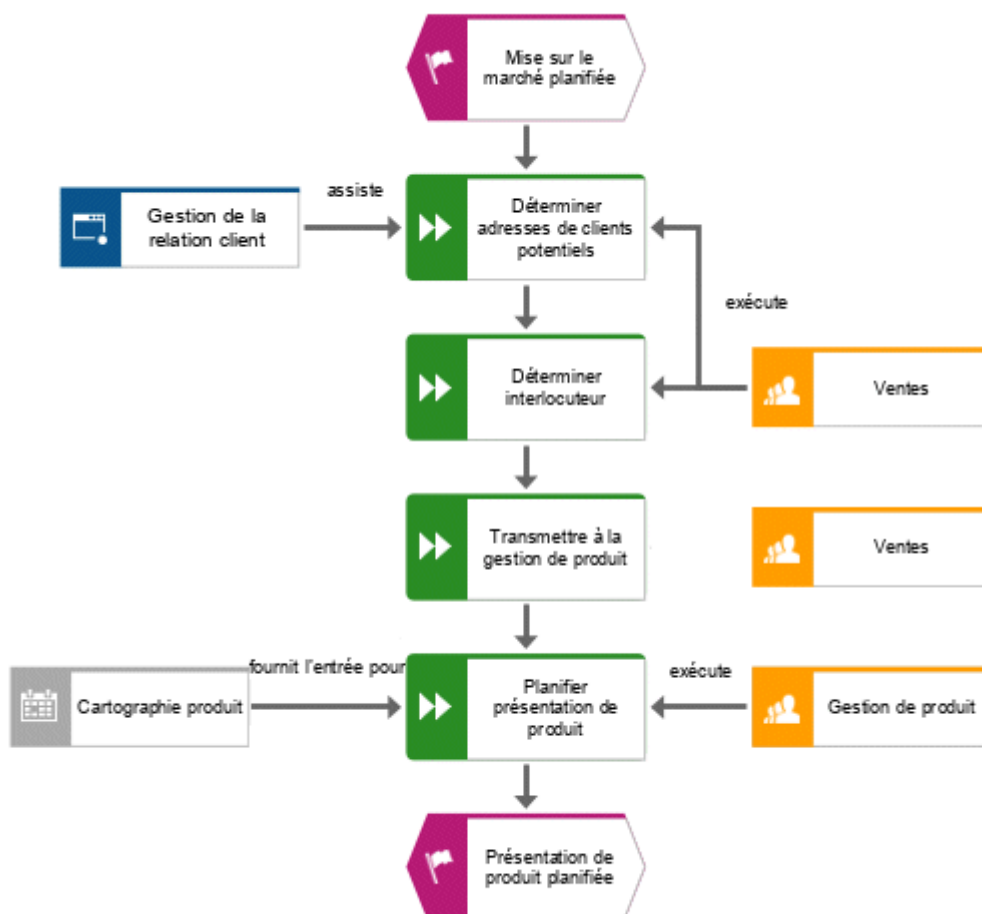 Mise sur le
marché planifiée
assiste
Gestion de la
relation client
Déterminer
adresses de clients
potentiels
exécute
Déterminer
interlocuteur
Ventes
Transmettre à la
gestion de produit
Ventes
fournit l'entrée pour
exécute
Cartographie produit
Planifier
présentation de
produit
Gestion de produit
Présentation de
produit planifiée